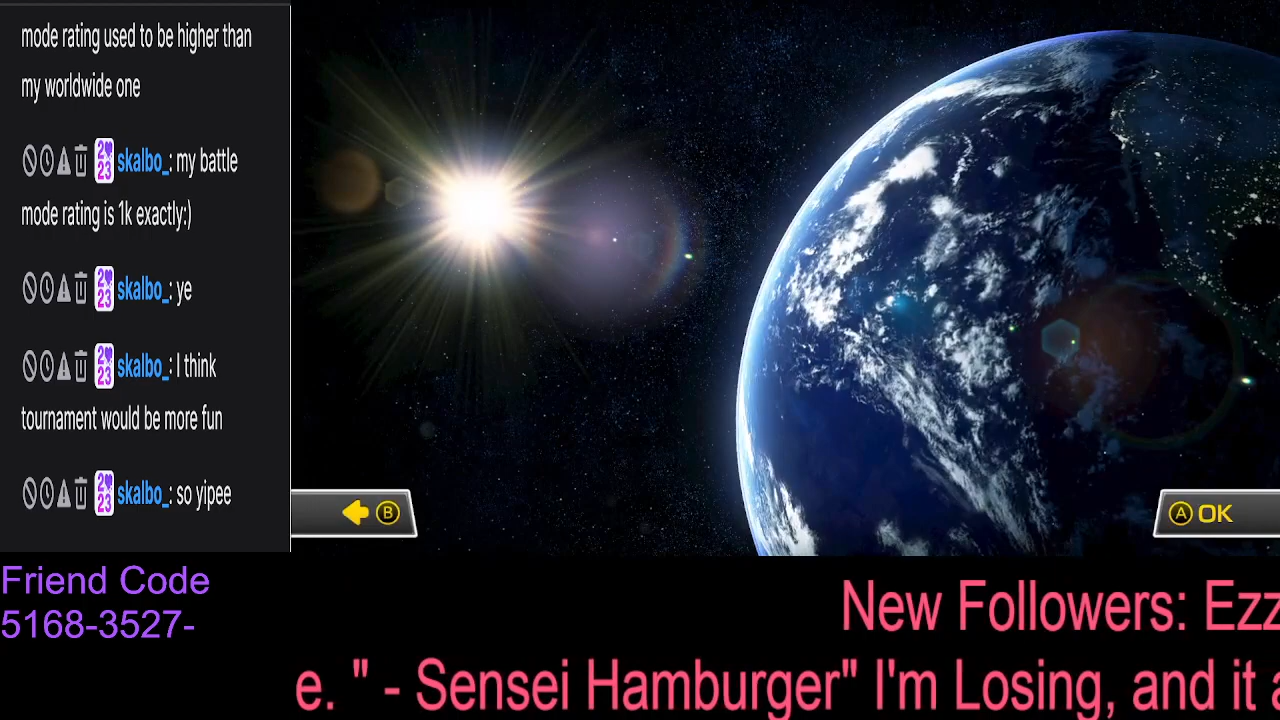 mode rating used to be higher than
my worldwide one
skalbo_: my battle
mode rating is 1k exactly:)
skalbo_: ye
skalbo_: I think
tournament would be more fun
skalbo_: so yipee
B
A OK
Friend Code
5168-3527-
New Followers: Ezz
e. " - Sensei Hamburger" I'm Losing, and it a